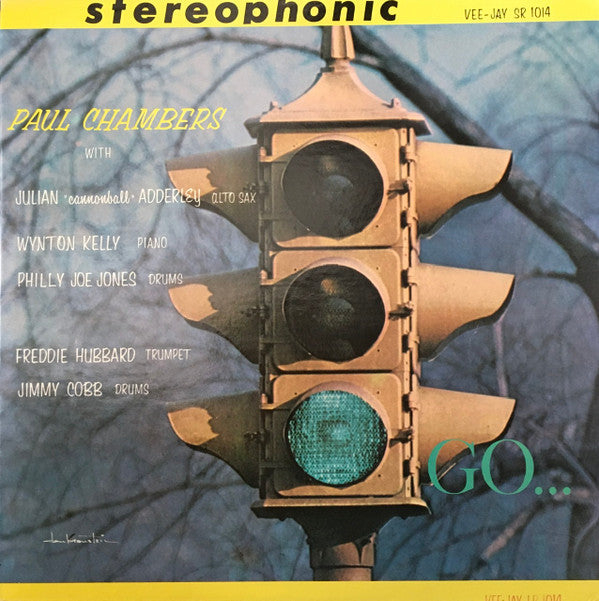 stereophonic
VEE-JAY SR 1014
PAUL CHAMBERS
WITH
JULIAN "cannonball" ADDERLEY ALTO SAX
WYNTON KELLY PIANO
PHILLY JOE JONES DRUMS
FREDDIE HUBBARD TRUMPET
JIMMY COBB DRUMS
GO...
VEE-JAY LP 1014